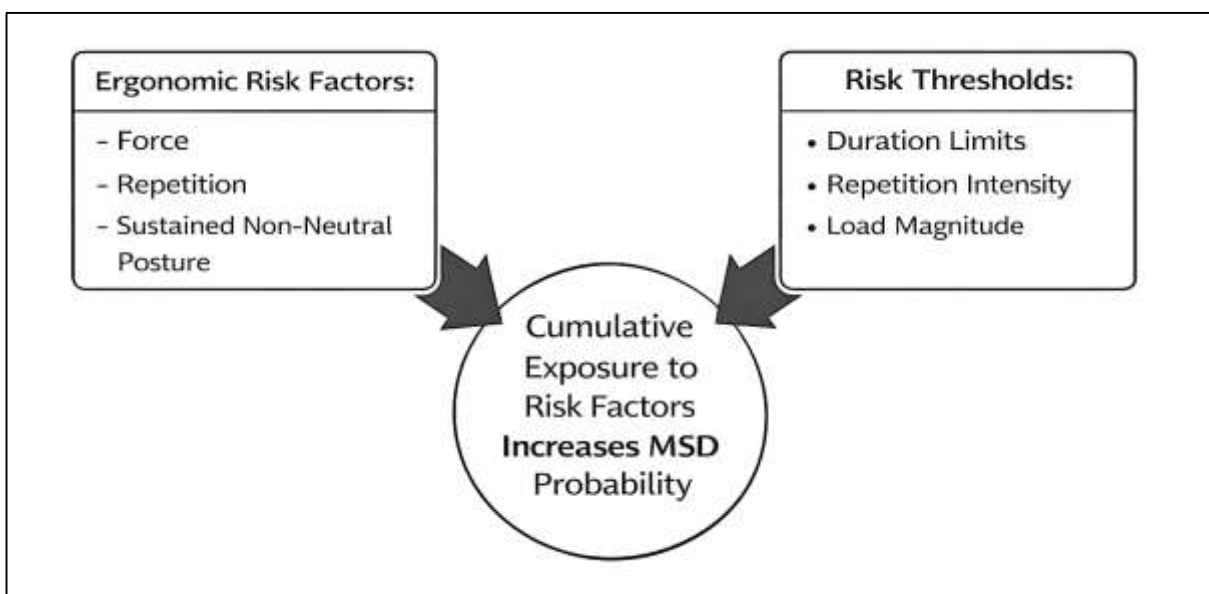 Ergonomic Risk Factors:
- Force
- Repetition
- Sustained Non-Neutral
Posture
Risk Thresholds:
• Duration Limits
• Repetition Intensity
• Load Magnitude
Cumulative
Exposure to
Risk Factors
Increases MSD
Probability